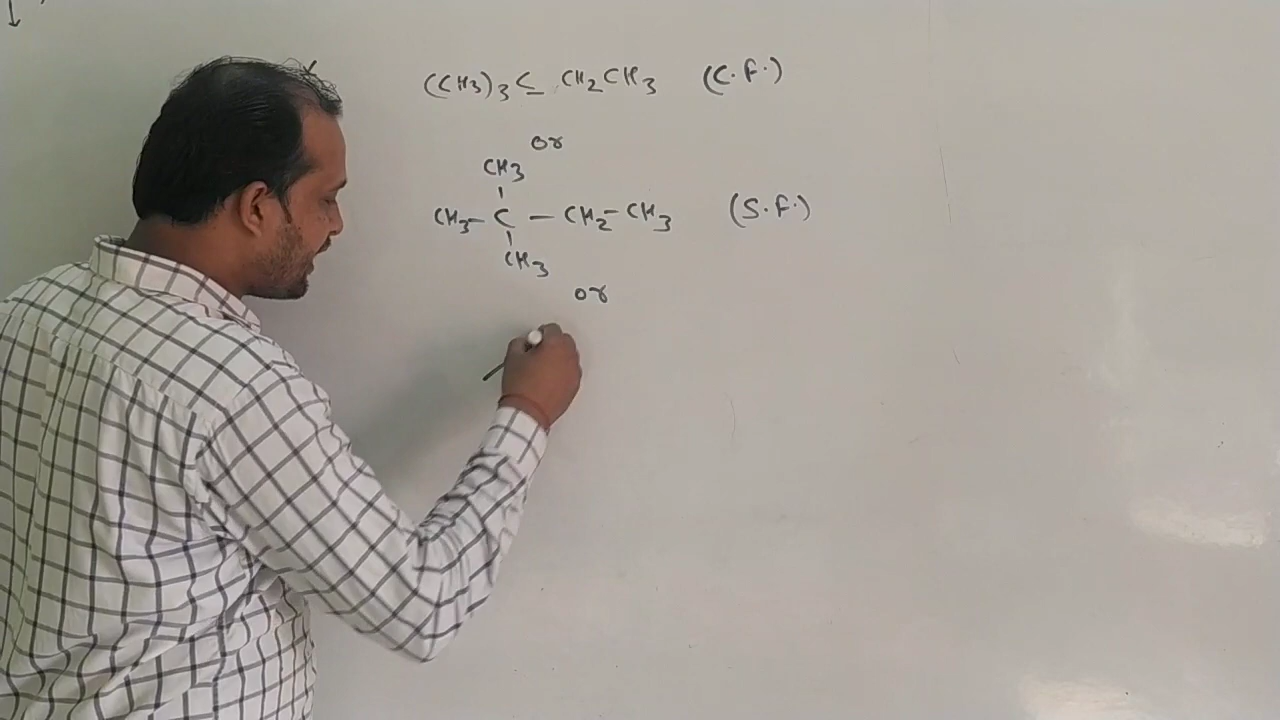 (CH3)3C CH2CH3 (C.F.)
or
CH3
CH3-C-CH2-CH3 (S.F.)
CH3
or